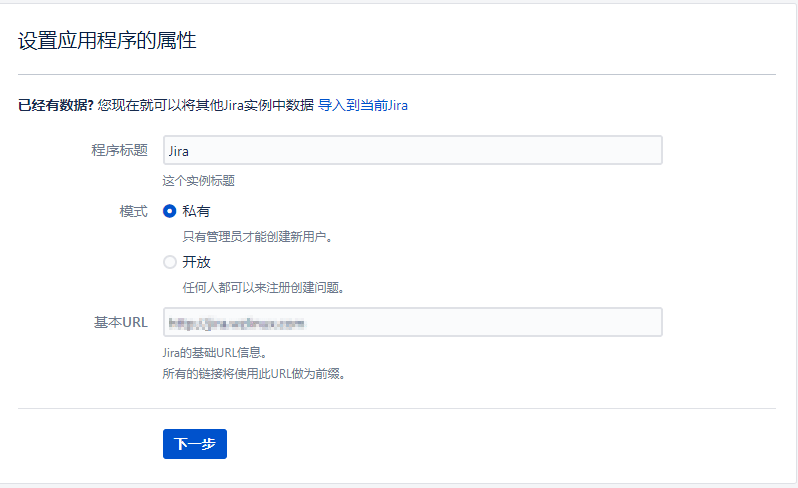 设置应用程序的属性
已经有数据? 您现在就可以将其他Jira实例中数据 导入到当前Jira
程序标题 Jira
这个实例标题
模式 私有
只有管理员才能创建新用户。
开放
任何人都可以来注册创建问题。
基本URL
Jira的基础URL信息。
所有的链接将使用此URL做为前缀。
下一步